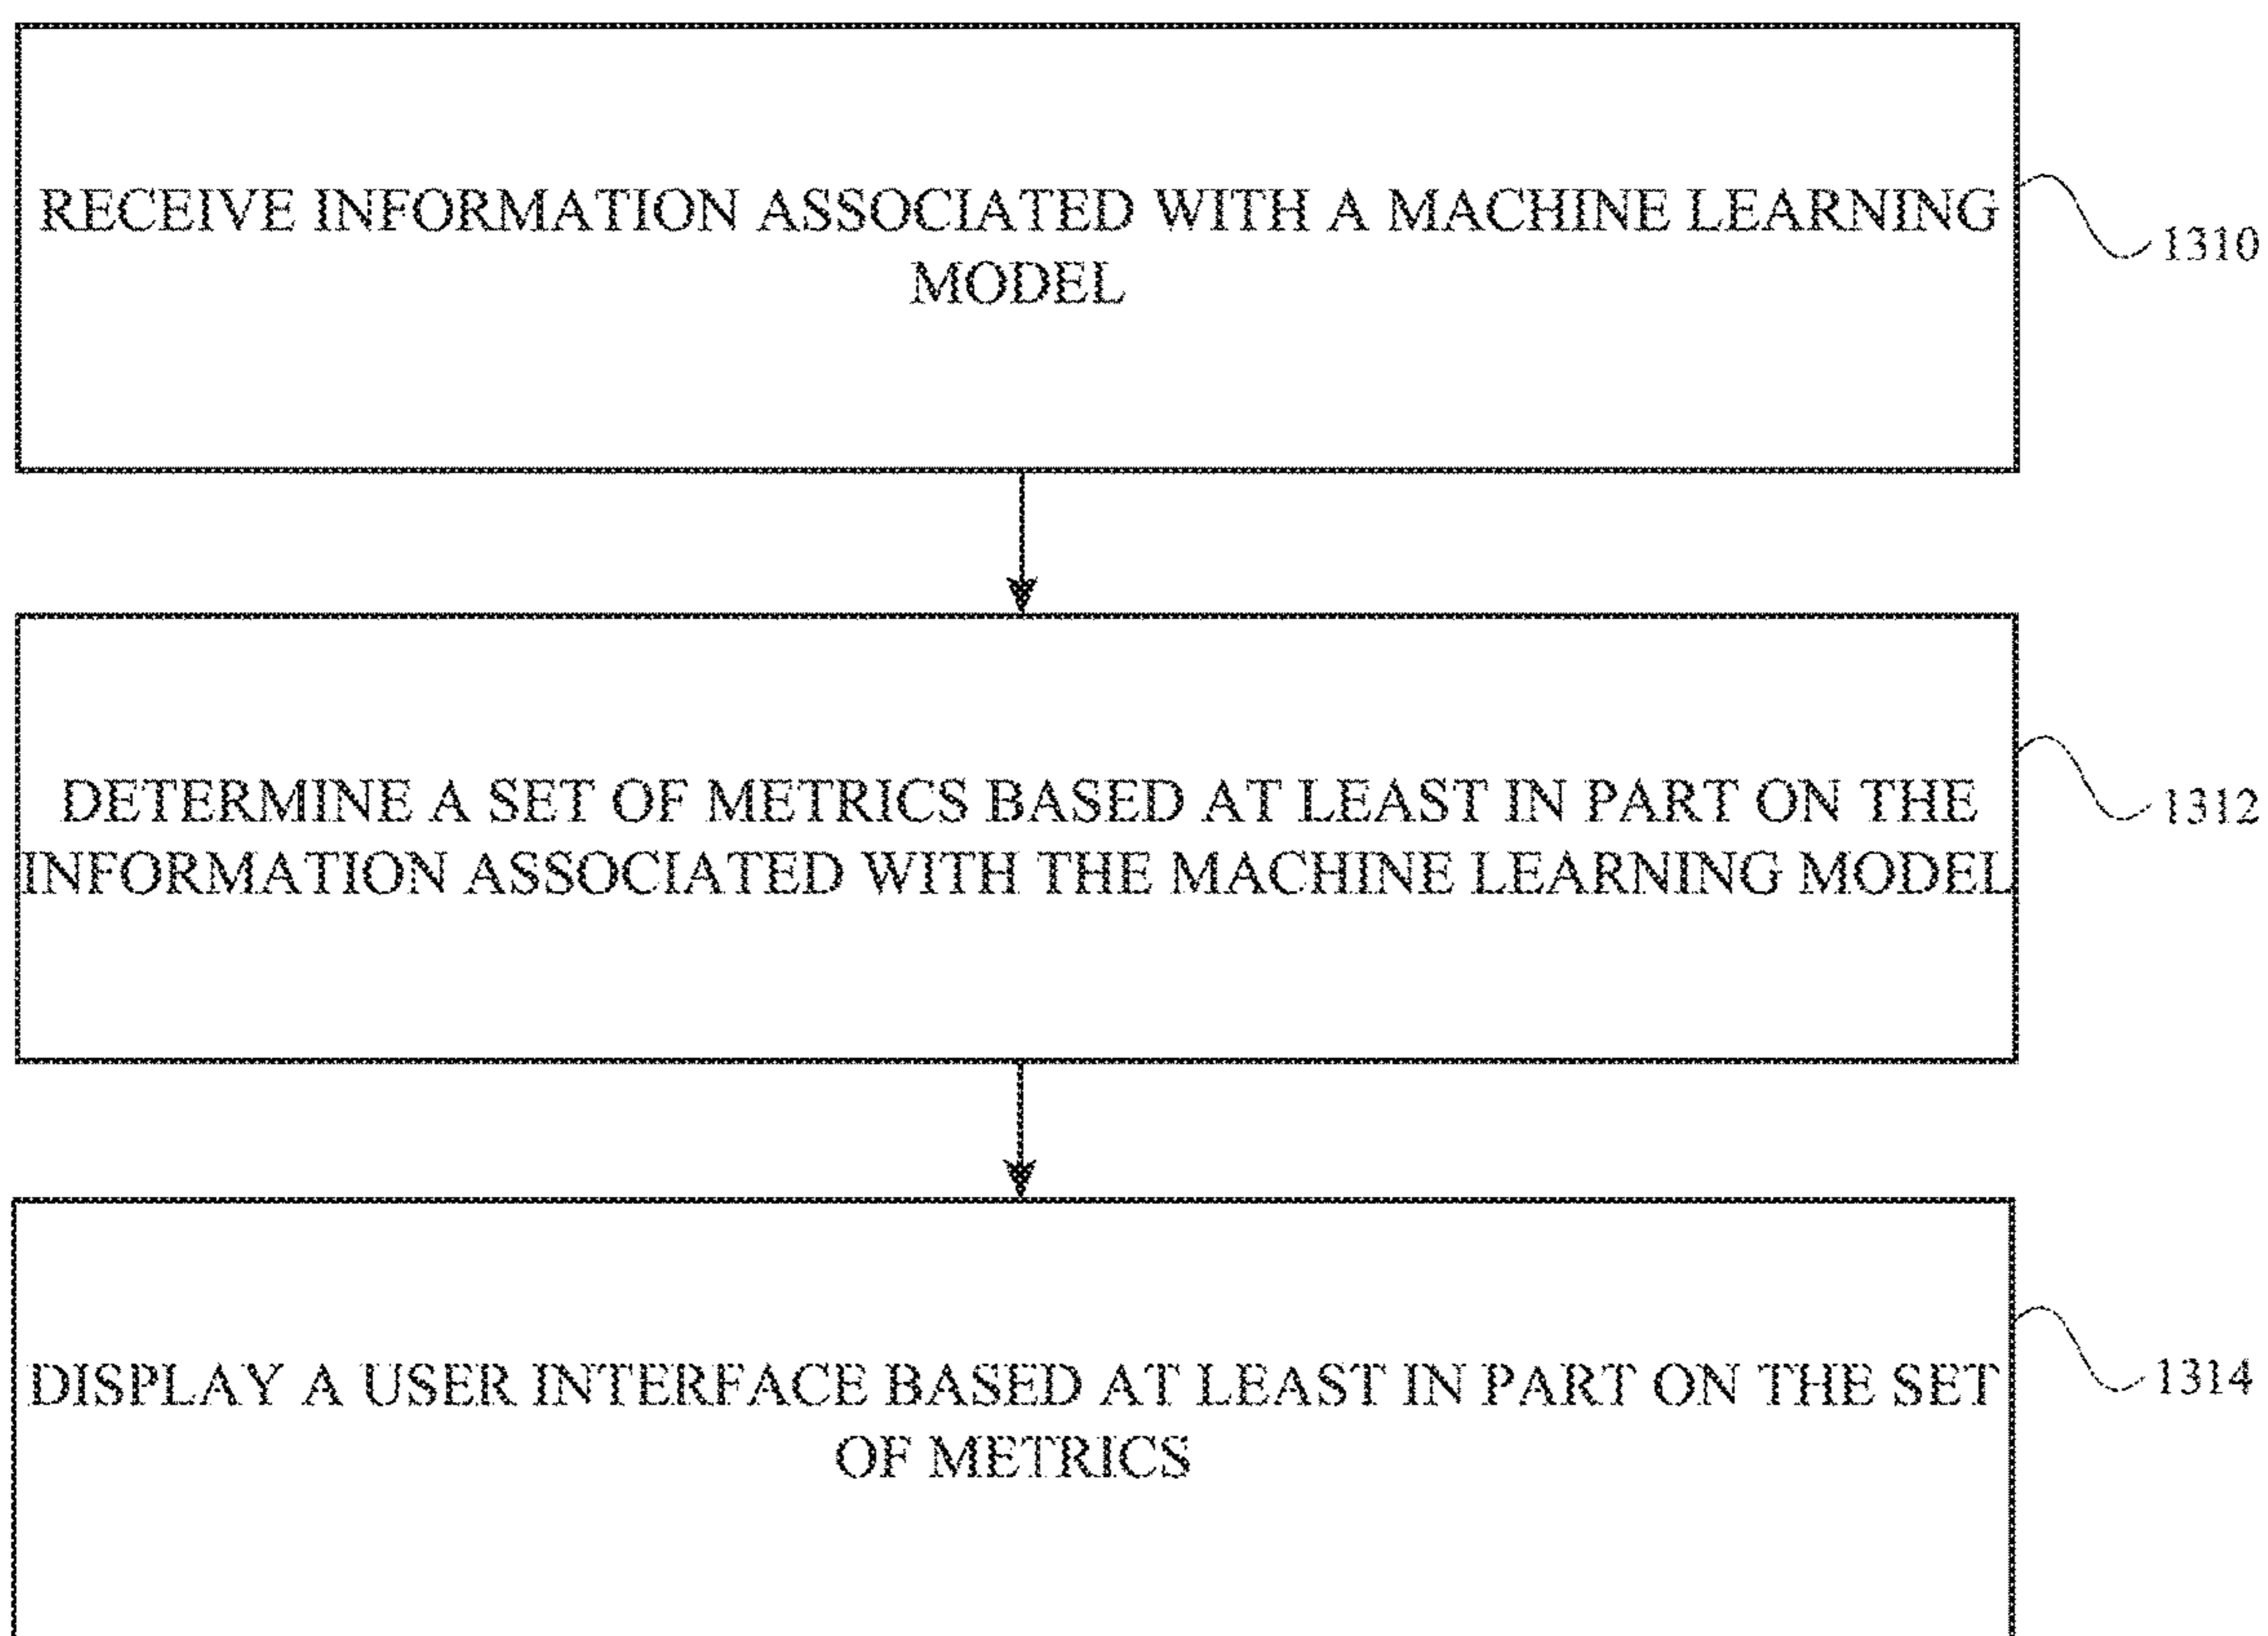 RECEIVE INFORMATION ASSOCIATED WITH A MACHINE LEARNING
MODEL
1310
DETERMINE A SET OF METRICS BASED AT LEAST IN PART ON THE
INFORMATION ASSOCIATED WITH THE MACHINE LEARNING MODEL
1312
DISPLAY A USER INTERFACE BASED AT LEAST IN PART ON THE SET
OF METRICS
1314